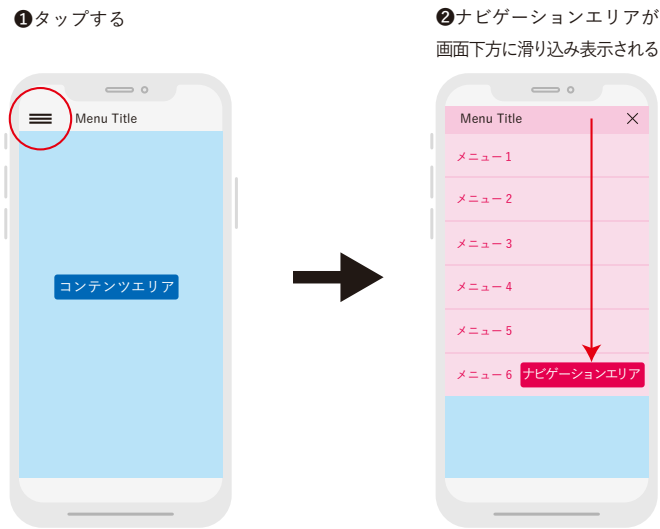 ❶タップする
Menu Title
コンテンツエリア
❷ナビゲーションエリアが
画面下方に滑り込み表示される
Menu Title
メニュー 1
メニュー 2
メニュー 3
メニュー 4
メニュー 5
メニュー 6
ナビゲーションエリア